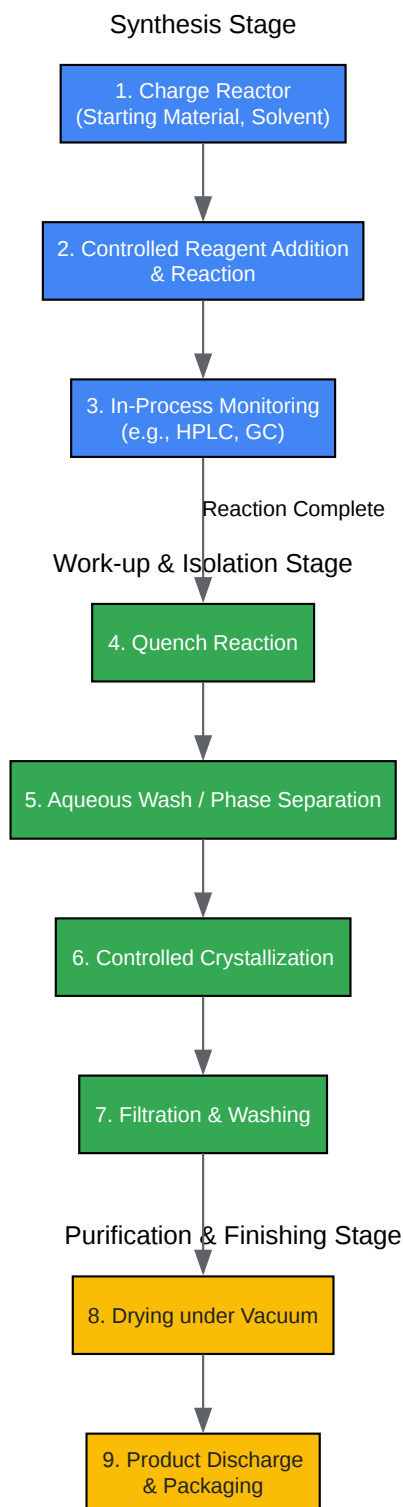 Synthesis Stage
1. Charge Reactor
(Starting Material, Solvent)
2. Controlled Reagent Addition
& Reaction
3. In-Process Monitoring
(e.g., HPLC, GC)
Reaction Complete
Work-up & Isolation Stage
4. Quench Reaction
5. Aqueous Wash / Phase Separation
6. Controlled Crystallization
7. Filtration & Washing
Purification & Finishing Stage
8. Drying under Vacuum
9. Product Discharge
& Packaging